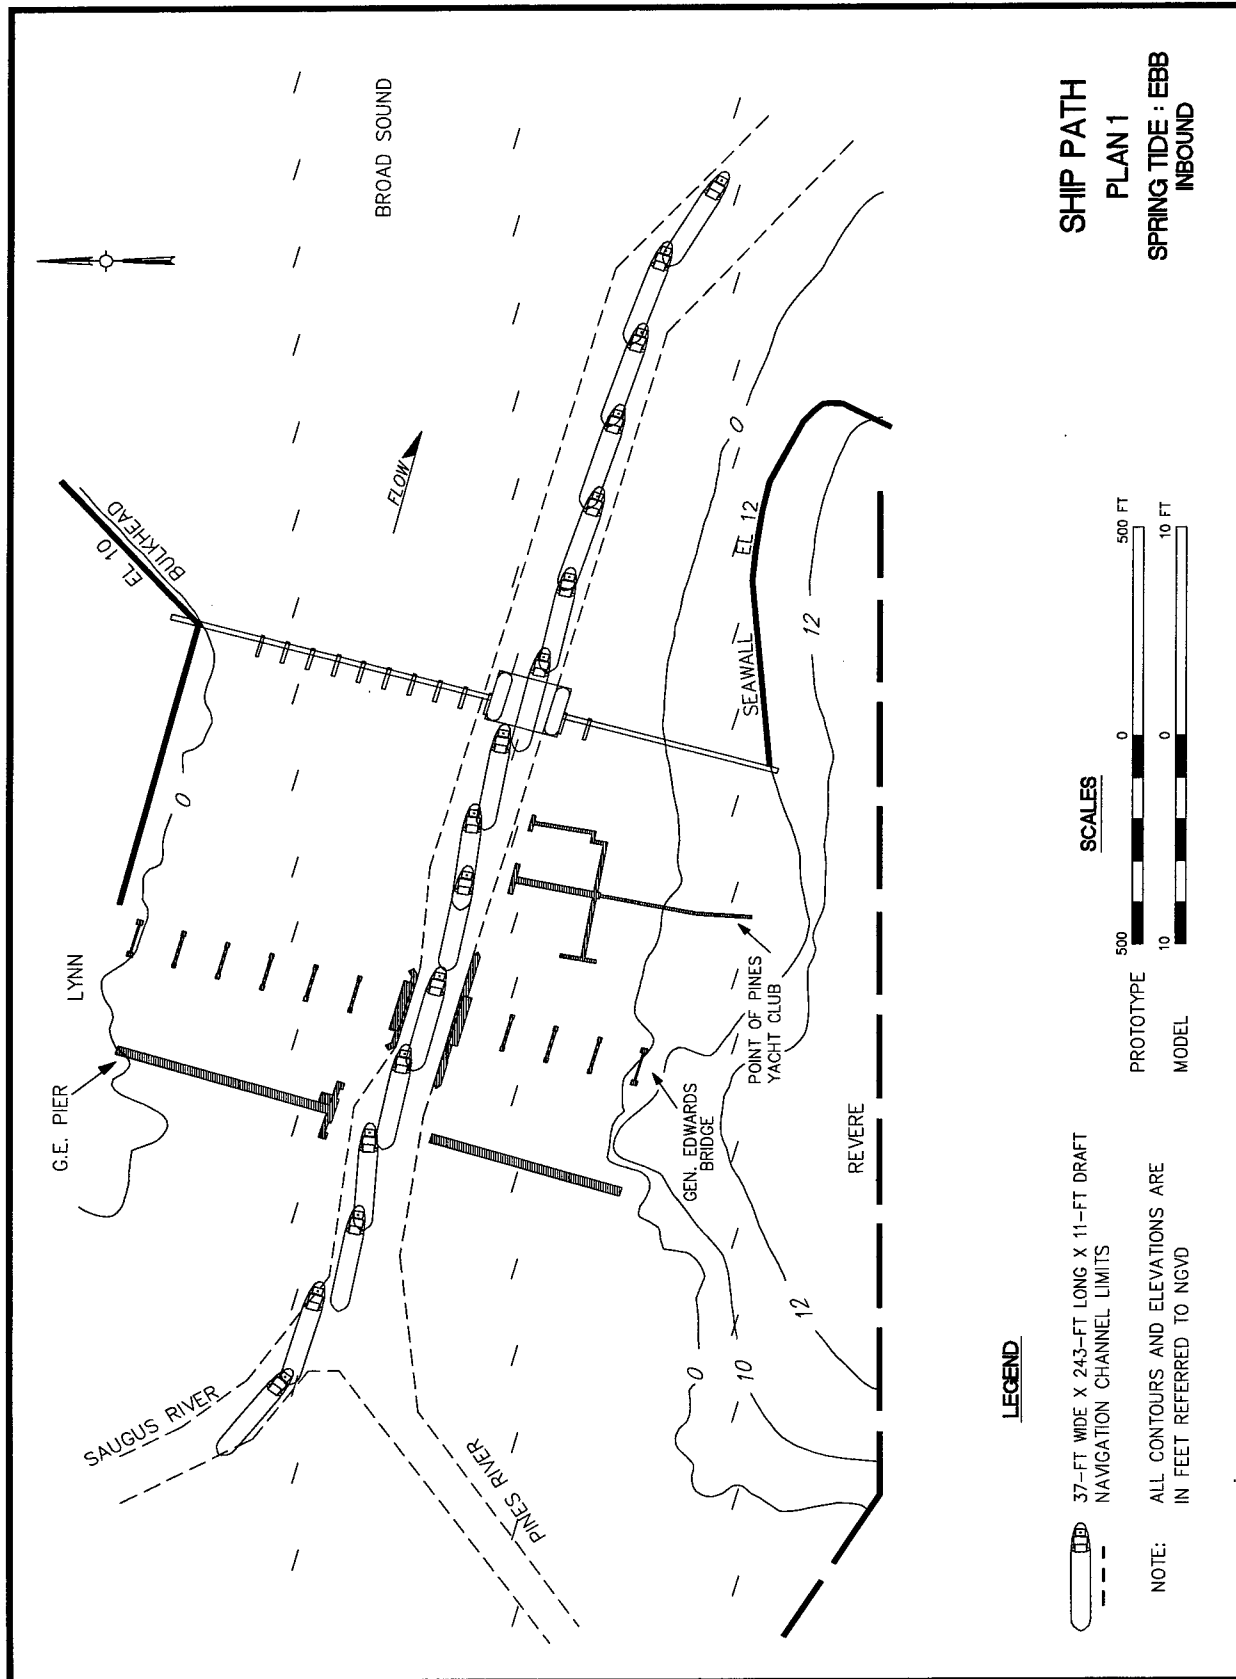 SHIP PATH
PLAN 1
SPRING TIDE : EBB
INBOUND
BROAD SOUND
FLOW
EL 10
BULKHEAD
0
LYNN
G.E. PIER
SAUGUS RIVER
PINES RIVER
0
EL 12
SEAWALL
12
POINT OF PINES
YACHT CLUB
GEN. EDWARDS
BRIDGE
REVERE
0
10
12
SCALES
PROTOTYPE 500 0 500 FT
MODEL 10 0 10 FT
LEGEND
37-FT WIDE X 243-FT LONG X 11-FT DRAFT
NAVIGATION CHANNEL LIMITS
NOTE: ALL CONTOURS AND ELEVATIONS ARE
IN FEET REFERRED TO NGVD